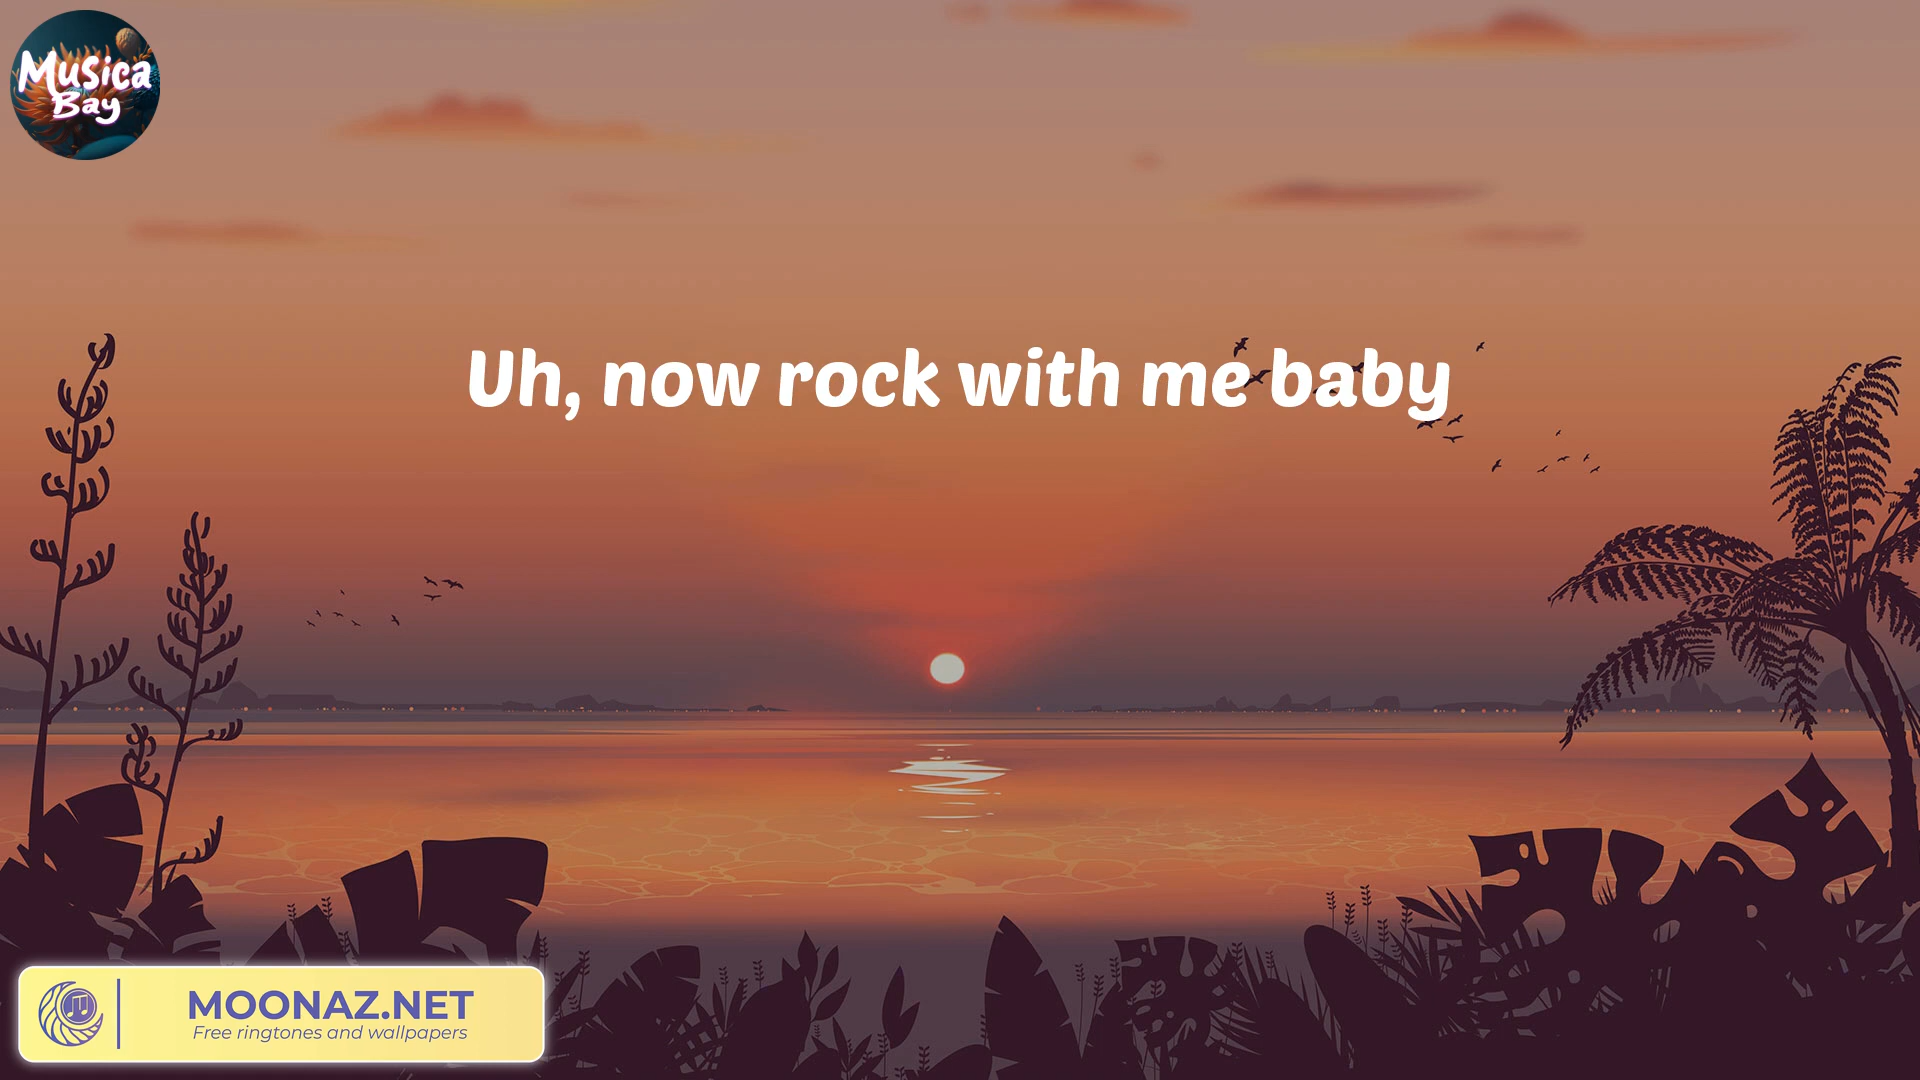 Musica
Bay
Uh, now rock with me baby
MOONAZ.NET
Free ringtones and wallpapers